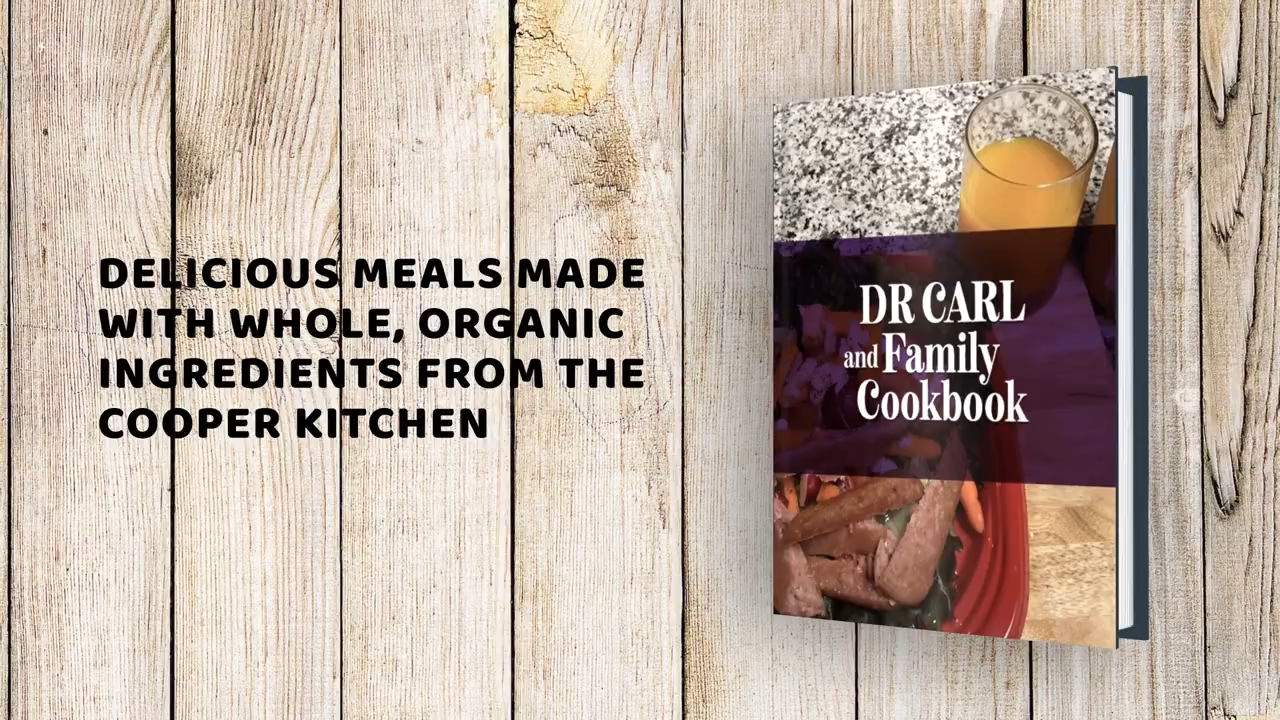 DELICIOUS MEALS MADE
WITH WHOLE, ORGANIC
INGREDIENTS FROM THE
COOPER KITCHEN
DR CARL
and Family
Cookbook